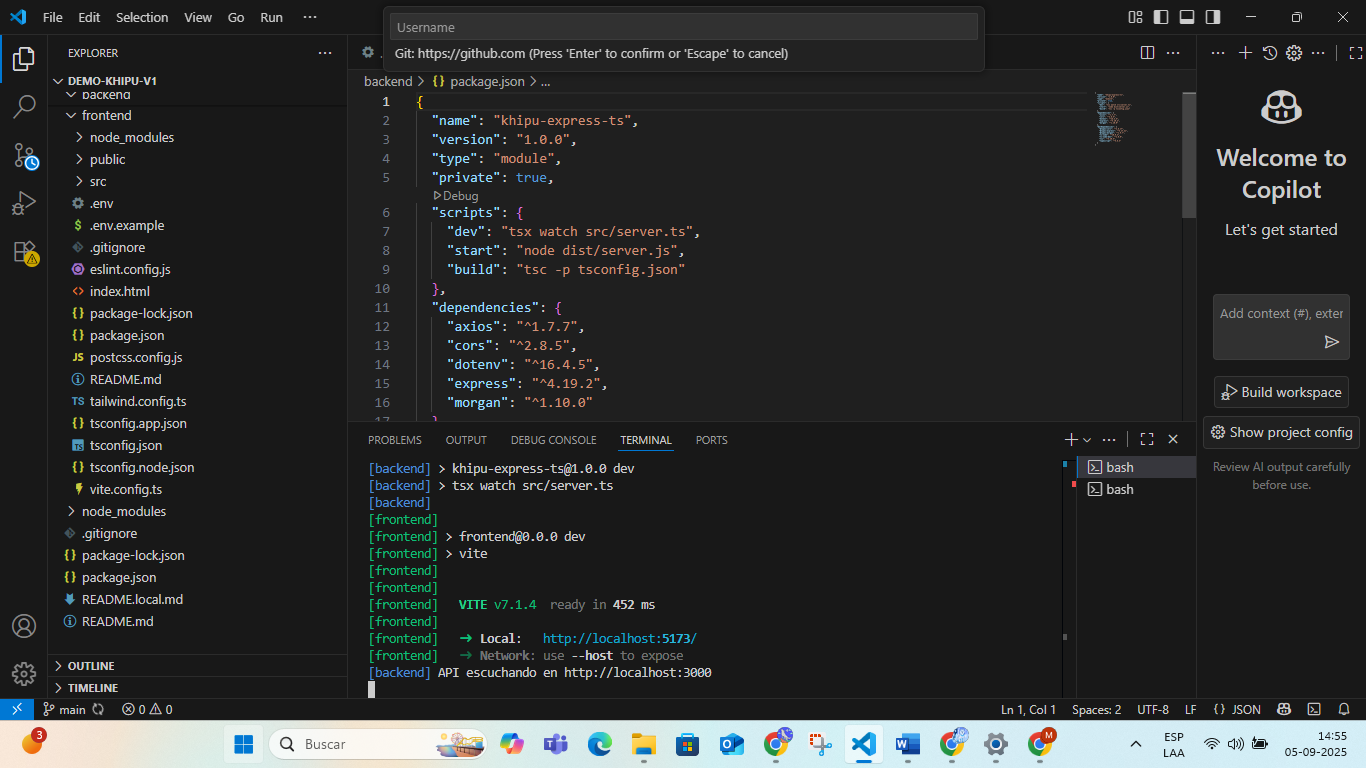 File Edit Selection View Go Run ···
Username
Git: https://github.com (Press 'Enter' to confirm or 'Escape' to cancel)
EXPLORER
DEMO-KHIPU-V1
backend
frontend
node_modules
public
src
.env
$ .env.example
.gitignore
eslint.config.js
<> index.html
{} package-lock.json
{} package.json
JS postcss.config.js
README.md
TS tailwind.config.ts
{} tsconfig.app.json
TS tsconfig.json
{} tsconfig.node.json
vite.config.ts
node_modules
.gitignore
{} package-lock.json
{} package.json
README.local.md
README.md
OUTLINE
TIMELINE
backend > {} package.json > ...
1 {
2 "name": "khipu-express-ts",
3 "version": "1.0.0",
4 "type": "module",
5 "private": true,
Debug
6 "scripts": {
7 "dev": "tsx watch src/server.ts",
8 "start": "node dist/server.js",
9 "build": "tsc -p tsconfig.json"
10 },
11 "dependencies": {
12 "axios": "^1.7.7",
13 "cors": "^2.8.5",
14 "dotenv": "^16.4.5",
15 "express": "^4.19.2",
16 "morgan": "^1.10.0"
17 }
PROBLEMS OUTPUT DEBUG CONSOLE TERMINAL PORTS
[backend] > khipu-express-ts@1.0.0 dev
[backend] > tsx watch src/server.ts
[backend]
[frontend]
[frontend] > frontend@0.0.0 dev
[frontend] > vite
[frontend]
[frontend]
[frontend] VITE v7.1.4 ready in 452 ms
[frontend]
[frontend] ➜ Local: http://localhost:5173/
[frontend] ➜ Network: use --host to expose
[backend] API escuchando en http://localhost:3000
bash
bash
Welcome to
Copilot
Let's get started
Add context (#), exter
Build workspace
Show project config
Review AI output carefully
before use.
main
0 0
Ln 1, Col 1 Spaces: 2 UTF-8 LF {} JSON
3
Buscar
M
ESP
LAA
14:55
05-09-2025